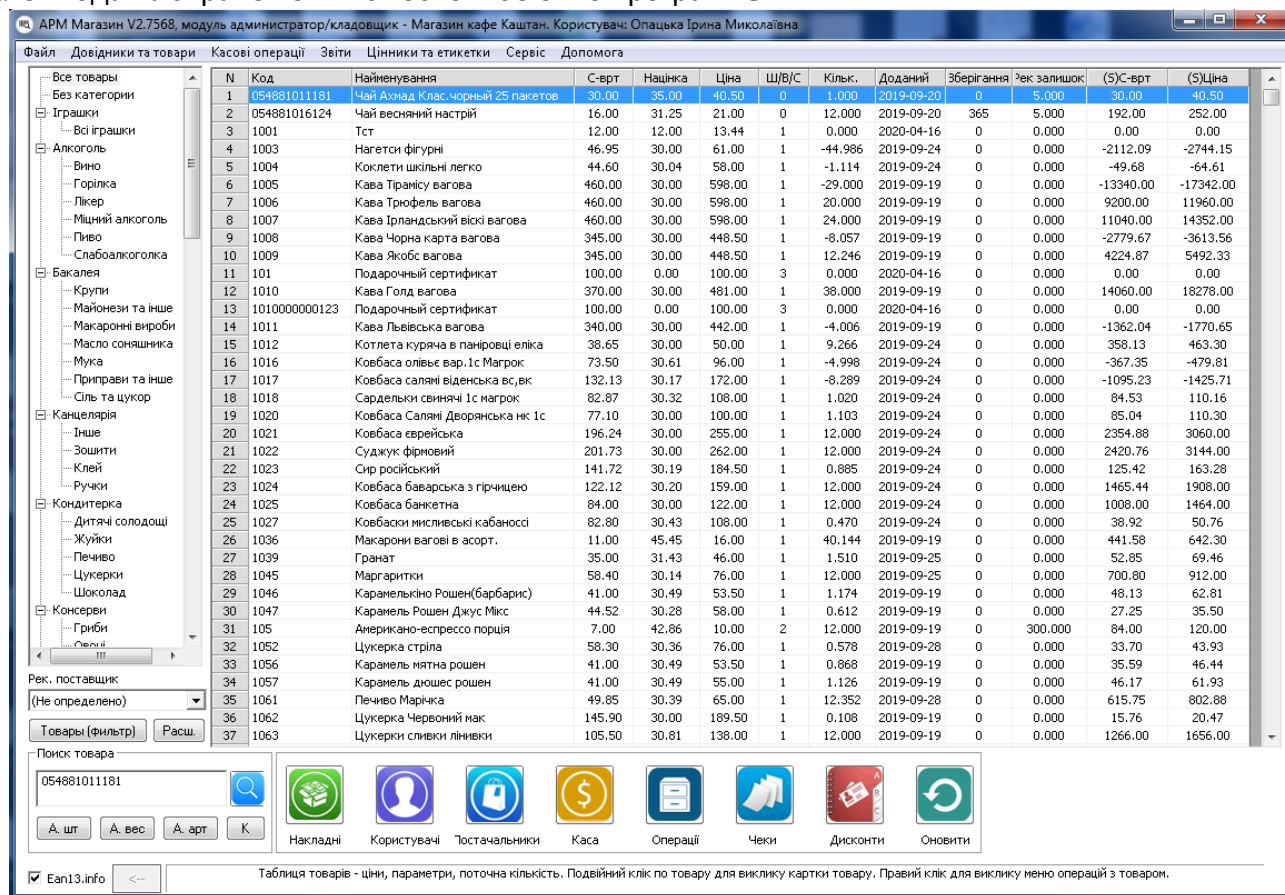 АРМ Магазин V2.7568, модуль администратор/кладовщик - Магазин кафе Каштан. Користувач: Опацька Ірина Миколаївна
Файл Довідники та товари Касові операції Звіти Цінники та етикетки Сервіс Допомога
Все товары
Без категории
Іграшки
Всі іграшки
Алкоголь
Вино
Горілка
Лікер
Міцний алкоголь
Пиво
Слабоалкоголка
Бакалея
Крупи
Майонези та інше
Макаронні вироби
Масло соняшника
Мука
Приправи та інше
Сіль та цукор
Канцелярія
Інше
Зошити
Клей
Ручки
Кондитерка
Дитячі солодощі
Жуйки
Печиво
Цукерки
Шоколад
Консерви
Гриби
Рек. поставщик
(Не определено)
Товары (фильтр) Расш.
N Код Найменування С-врт Націнка Ціна Ш/В/С Кільк. Доданий Зберігання Рек залишок (S)С-врт (S)Ціна
1 054881011181 Чай Ахмад Клас.чорный 25 пакетов 30.00 35.00 40.50 0 1.000 2019-09-20 0 5.000 30.00 40.50
2 054881016124 Чай весняний настрій 16.00 31.25 21.00 0 12.000 2019-09-20 365 5.000 192.00 252.00
3 1001 Тст 12.00 12.00 13.44 1 0.000 2020-04-16 0 0.000 0.00 0.00
4 1003 Нагетси фігурні 46.95 30.00 61.00 1 -44.986 2019-09-24 0 0.000 -2112.09 -2744.15
5 1004 Коклети шкільні легко 44.60 30.04 58.00 1 -1.114 2019-09-24 0 0.000 -49.68 -64.61
6 1005 Кава Тірамісу вагова 460.00 30.00 598.00 1 -29.000 2019-09-19 0 0.000 -13340.00 -17342.00
7 1006 Кава Трюфель вагова 460.00 30.00 598.00 1 20.000 2019-09-19 0 0.000 9200.00 11960.00
8 1007 Кава Ірландський віскі вагова 460.00 30.00 598.00 1 24.000 2019-09-19 0 0.000 11040.00 14352.00
9 1008 Кава Чорна карта вагова 345.00 30.00 448.50 1 -8.057 2019-09-19 0 0.000 -2779.67 -3613.56
10 1009 Кава Якобс вагова 345.00 30.00 448.50 1 12.246 2019-09-19 0 0.000 4224.87 5492.33
11 101 Подарочный сертификат 100.00 0.00 100.00 3 0.000 2020-04-16 0 0.000 0.00 0.00
12 1010 Кава Голд вагова 370.00 30.00 481.00 1 38.000 2019-09-19 0 0.000 14060.00 18278.00
13 1010000000123 Подарочный сертификат 100.00 0.00 100.00 3 0.000 2020-04-16 0 0.000 0.00 0.00
14 1011 Кава Львівська вагова 340.00 30.00 442.00 1 -4.006 2019-09-19 0 0.000 -1362.04 -1770.65
15 1012 Котлета куряча в паніровці еліка 38.65 30.00 50.00 1 9.266 2019-09-24 0 0.000 358.13 463.30
16 1016 Ковбаса олівье вар.1с Магрок 73.50 30.61 96.00 1 -4.998 2019-09-24 0 0.000 -367.35 -479.81
17 1017 Ковбаса салямі віденська вс,вк 132.13 30.17 172.00 1 -8.289 2019-09-24 0 0.000 -1095.23 -1425.71
18 1018 Сардельки свинячі 1с магрок 82.87 30.32 108.00 1 1.020 2019-09-24 0 0.000 84.53 110.16
19 1020 Ковбаса Салямі Дворянська нк 1с 77.10 30.00 100.00 1 1.103 2019-09-24 0 0.000 85.04 110.30
20 1021 Ковбаса єврейська 196.24 30.00 255.00 1 12.000 2019-09-24 0 0.000 2354.88 3060.00
21 1022 Суджук фірмовий 201.73 30.00 262.00 1 12.000 2019-09-24 0 0.000 2420.76 3144.00
22 1023 Сир російський 141.72 30.19 184.50 1 0.885 2019-09-24 0 0.000 125.42 163.28
23 1024 Ковбаса баварська з гірчицею 122.12 30.20 159.00 1 12.000 2019-09-24 0 0.000 1465.44 1908.00
24 1025 Ковбаса банкетна 84.00 30.00 122.00 1 12.000 2019-09-24 0 0.000 1008.00 1464.00
25 1027 Ковбаски мисливські кабаноссі 82.80 30.43 108.00 1 0.470 2019-09-24 0 0.000 38.92 50.76
26 1036 Макарони вагові в асорт. 11.00 45.45 16.00 1 40.144 2019-09-19 0 0.000 441.58 642.30
27 1039 Гранат 35.00 31.43 46.00 1 1.510 2019-09-25 0 0.000 52.85 69.46
28 1045 Маргаритки 58.40 30.14 76.00 1 12.000 2019-09-25 0 0.000 700.80 912.00
29 1046 Карамелькіно Рошен(барбарис) 41.00 30.49 53.50 1 1.174 2019-09-19 0 0.000 48.13 62.81
30 1047 Карамель Рошен Джус Мікс 44.52 30.28 58.00 1 0.612 2019-09-19 0 0.000 27.25 35.50
31 105 Американо-еспрессо порція 7.00 42.86 10.00 2 12.000 2019-09-19 0 300.000 84.00 120.00
32 1052 Цукерка стріла 58.30 30.36 76.00 1 0.578 2019-09-28 0 0.000 33.70 43.93
33 1056 Карамель мятна рошен 41.00 30.49 53.50 1 0.868 2019-09-19 0 0.000 35.59 46.44
34 1057 Карамель дюшес рошен 41.00 30.49 55.00 1 1.126 2019-09-19 0 0.000 46.17 61.93
35 1061 Печиво Марічка 49.85 30.39 65.00 1 12.352 2019-09-28 0 0.000 615.75 802.88
36 1062 Цукерка Червоний мак 145.90 30.00 189.50 1 0.108 2019-09-19 0 0.000 15.76 20.47
37 1063 Цукерки сливки лінивки 105.50 30.81 138.00 1 12.000 2019-09-19 0 0.000 1266.00 1656.00
Поиск товара
054881011181
А. шт А. вес А. арт К
Накладні Користувачі Постачальники Каса Операції Чеки Дисконти Оновити
Ean13.info <--
Таблиця товарів - ціни, параметри, поточна кількість. Подвійний клік по товару для виклику картки товару. Правий клік для виклику меню операцій з товаром.